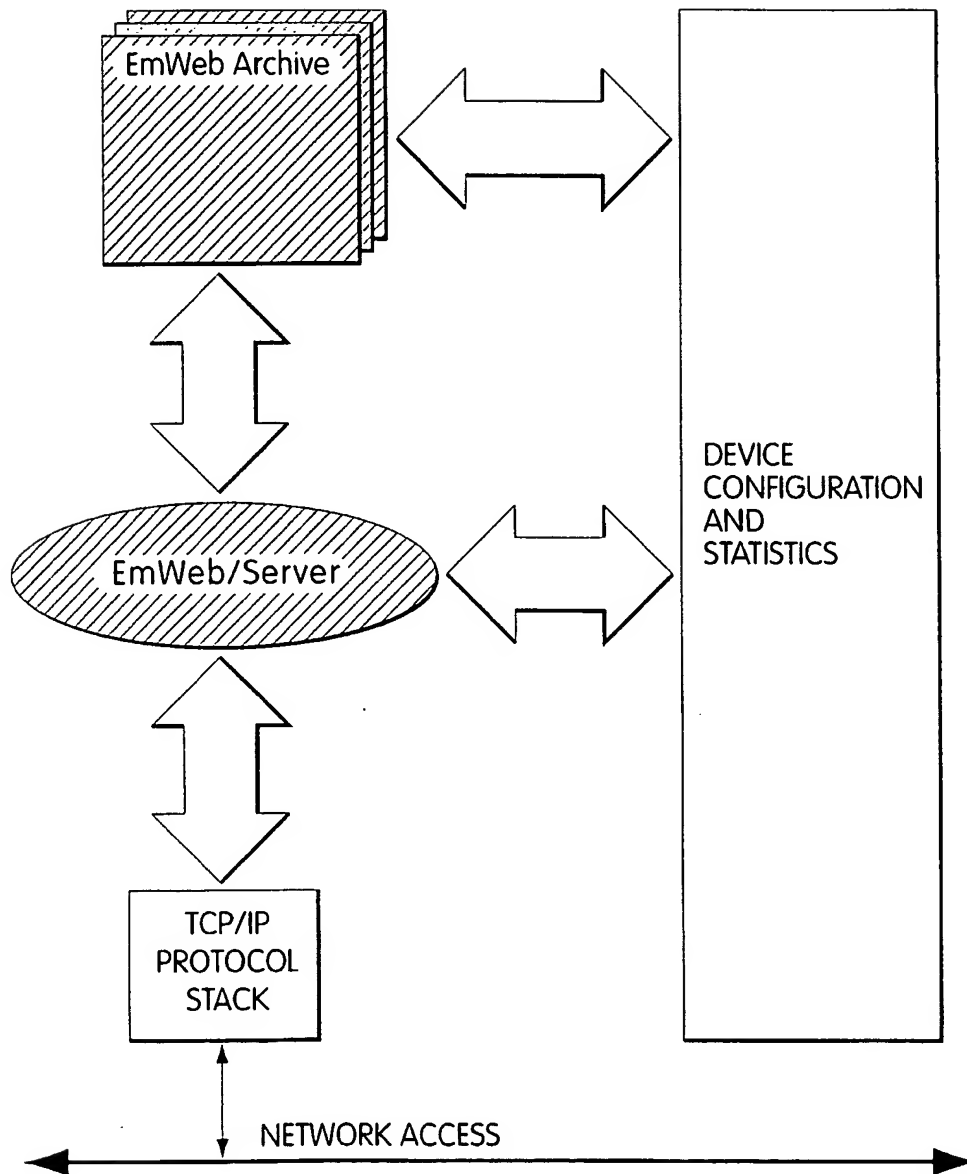 EmWeb Archive
DEVICE
CONFIGURATION
AND
STATISTICS
EmWeb/Server
TCP/IP
PROTOCOL
STACK
NETWORK ACCESS